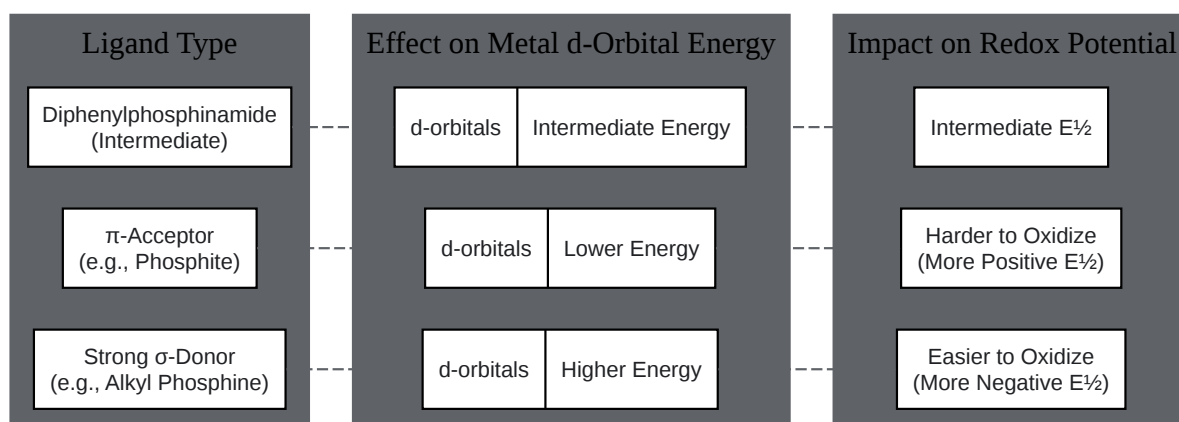 Ligand Type
Effect on Metal d-Orbital Energy
Impact on Redox Potential
Diphenylphosphinamide
(Intermediate)
d-orbitals
Intermediate Energy
Intermediate E½
π-Acceptor
(e.g., Phosphite)
d-orbitals
Lower Energy
Harder to Oxidize
(More Positive E½)
Strong σ-Donor
(e.g., Alkyl Phosphine)
d-orbitals
Higher Energy
Easier to Oxidize
(More Negative E½)